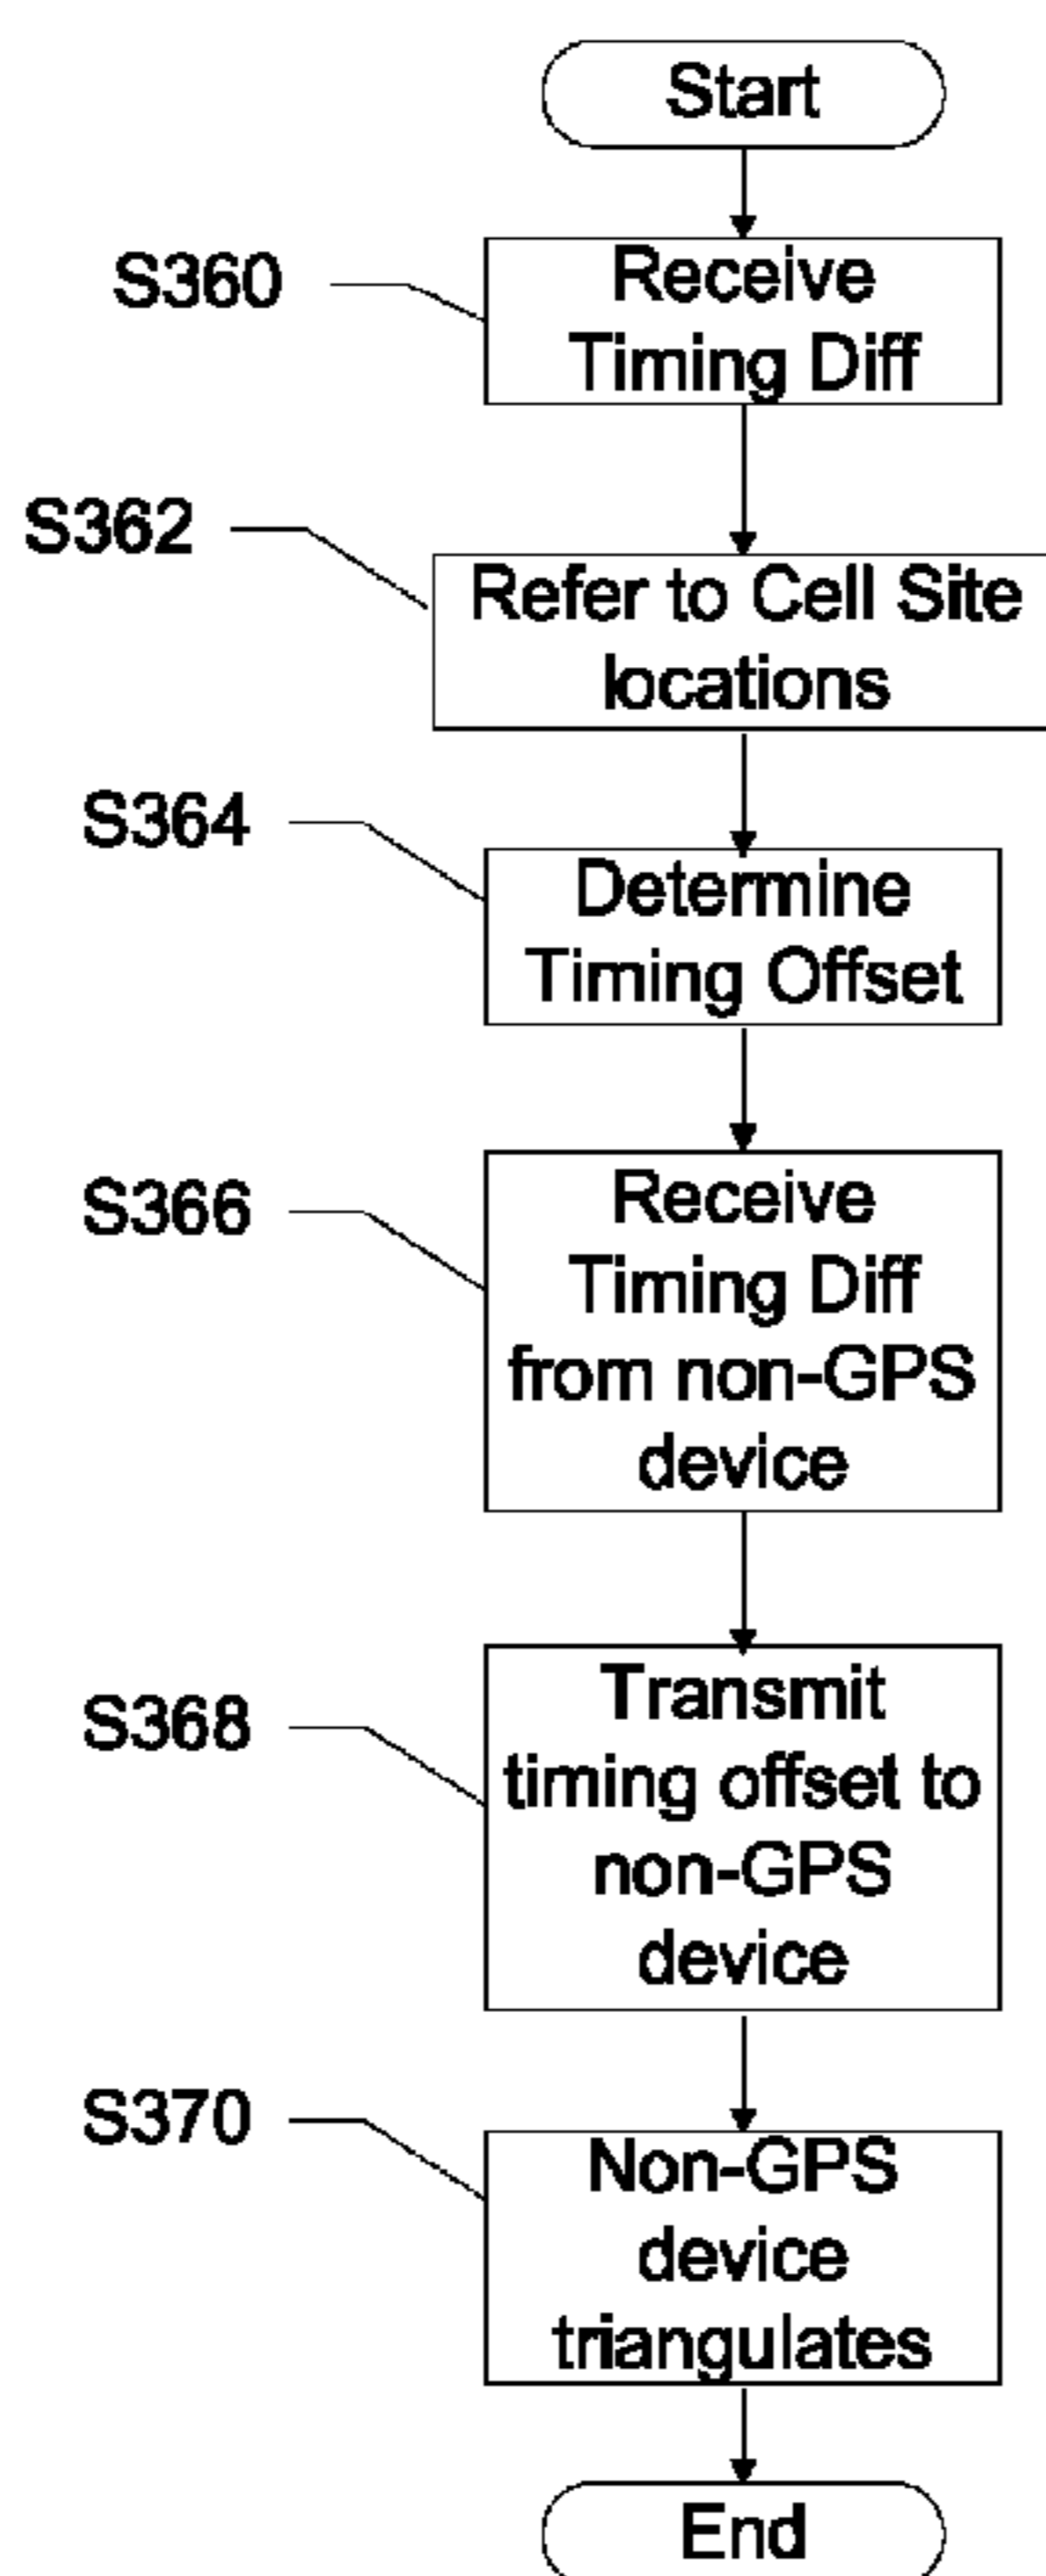 Start
S360
Receive
Timing Diff
S362
Refer to Cell Site
locations
S364
Determine
Timing Offset
S366
Receive
Timing Diff
from non-GPS
device
S368
Transmit
timing offset to
non-GPS
device
S370
Non-GPS
device
triangulates
End